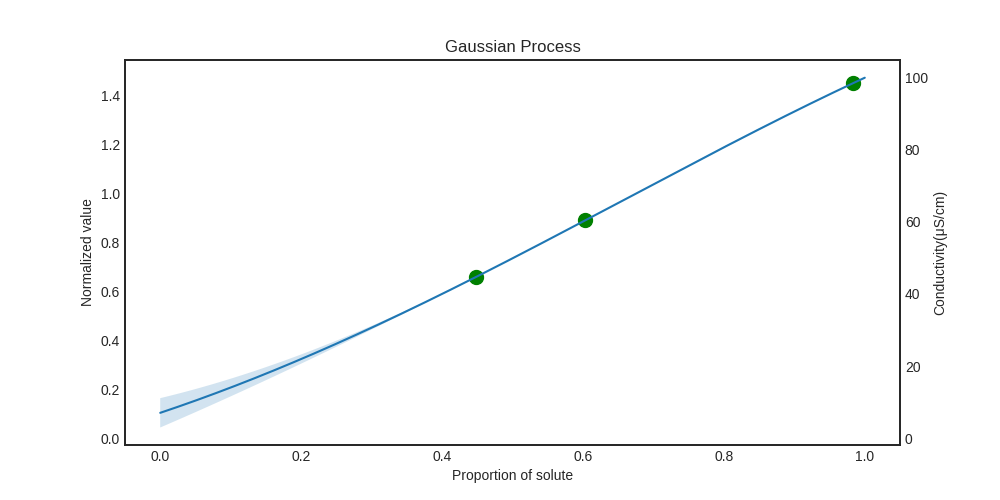 Gaussian Process
Normalized value
1.4
1.2
1.0
0.8
0.6
0.4
0.2
0.0
100
80
60
40
20
0
Conductivity(μS/cm)
0.0 0.2 0.4 0.6 0.8 1.0
Proportion of solute